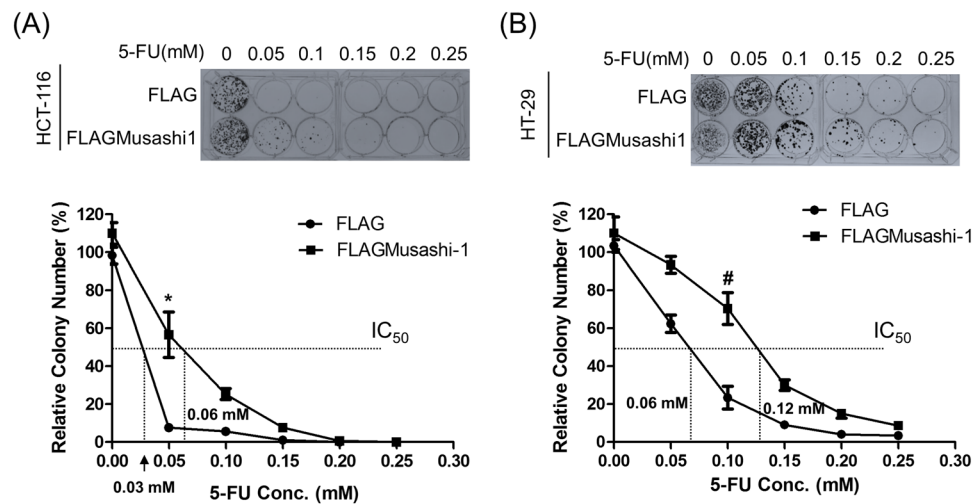 (A)
5-FU(mM) 0 0.05 0.1 0.15 0.2 0.25
HCT-116
FLAG
FLAGMusashi1
Relative Colony Number (%)
120
100
80
60
40
20
0
FLAG
FLAGMusashi-1
*
IC50
0.06 mM
0.00 0.05 0.10 0.15 0.20 0.25 0.30
0.03 mM
5-FU Conc. (mM)
(B)
5-FU(mM) 0 0.05 0.1 0.15 0.2 0.25
HT-29
FLAG
FLAGMusashi1
Relative Colony Number (%)
120
100
80
60
40
20
0
FLAG
FLAGMusashi-1
#
IC50
0.06 mM
0.12 mM
0.00 0.05 0.10 0.15 0.20 0.25 0.30
5-FU Conc. (mM)